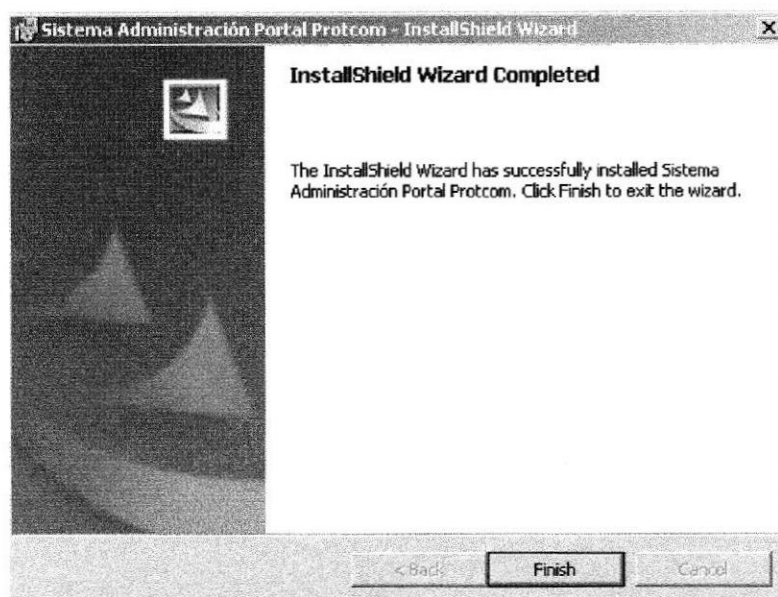 Sistema Administración Portal Protcom - InstallShield Wizard
InstallShield Wizard Completed
The InstallShield Wizard has successfully installed Sistema
Administración Portal Protcom. Click Finish to exit the wizard.
< Back
Finish
Cancel